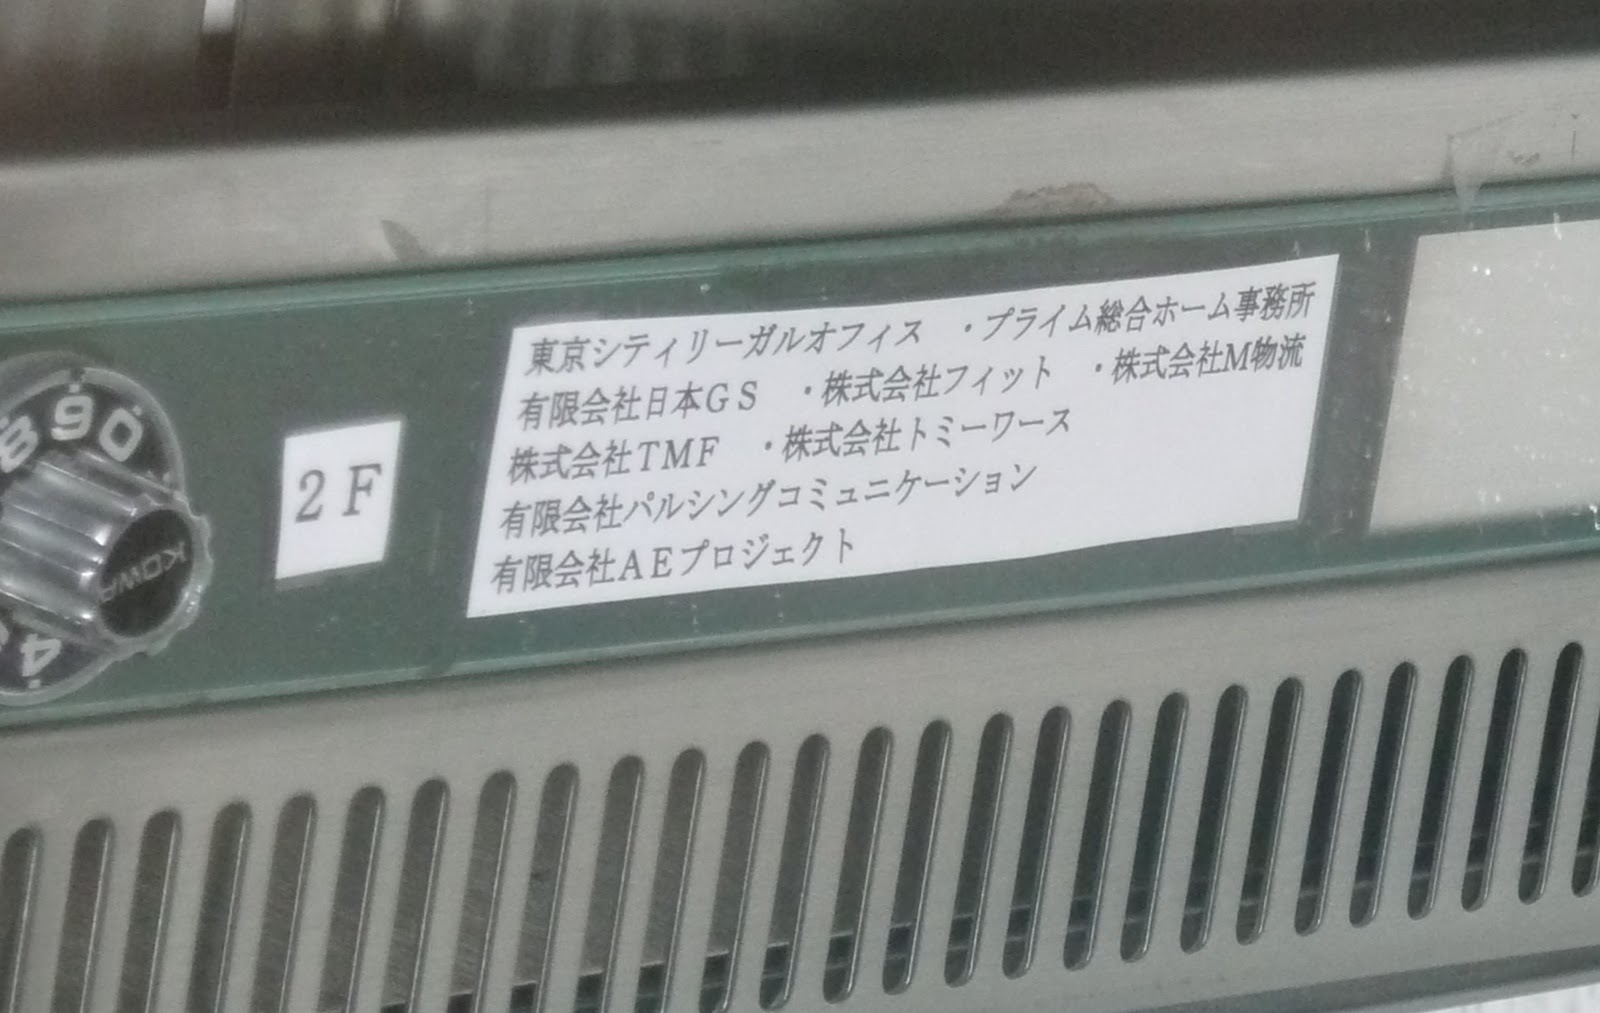 890
4
KOWA
2F
東京シティリーガルオフィス ・プライム総合ホーム事務所
有限会社日本GS ・株式会社フィット ・株式会社M物流
株式会社TMF ・株式会社トミーワース
有限会社パルシングコミュニケーション
有限会社AEプロジェクト